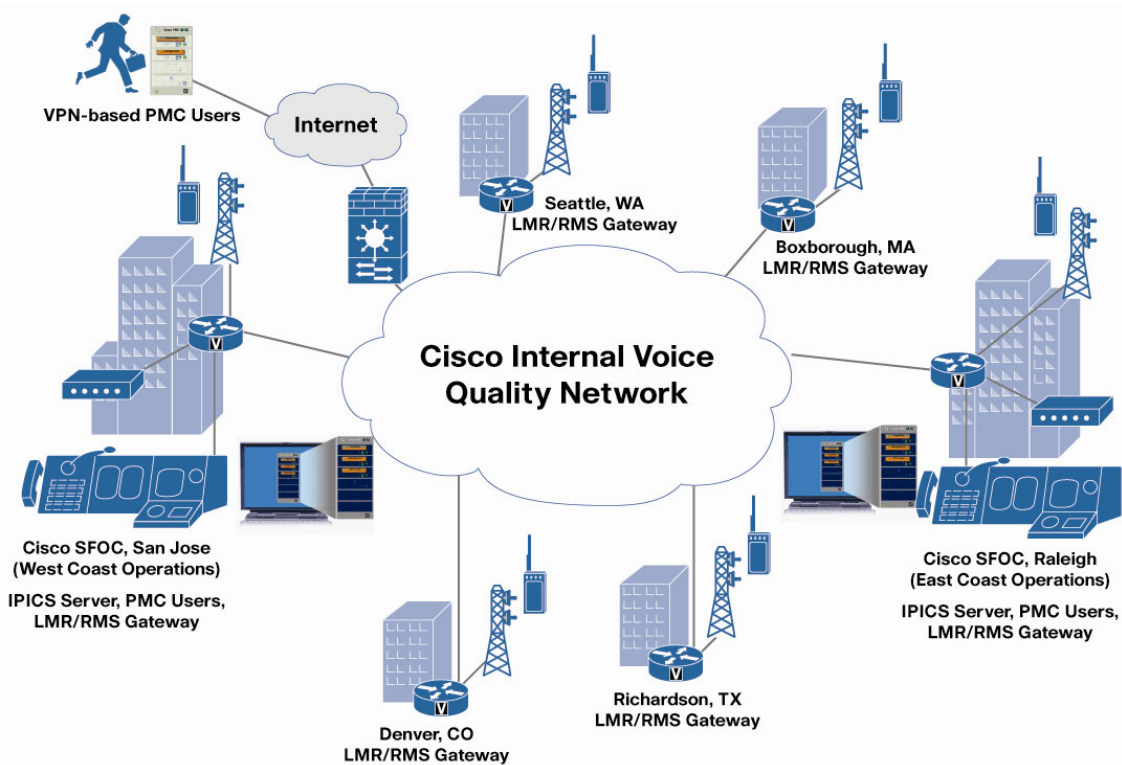 VPN-based PMC Users
Internet
Seattle, WA
LMR/RMS Gateway
Boxborough, MA
LMR/RMS Gateway
Cisco Internal Voice
Quality Network
Cisco SFOC, San Jose
(West Coast Operations)
IPICS Server, PMC Users,
LMR/RMS Gateway
Cisco SFOC, Raleigh
(East Coast Operations)
IPICS Server, PMC Users,
LMR/RMS Gateway
Richardson, TX
LMR/RMS Gateway
Denver, CO
LMR/RMS Gateway
V
V
V
V
V
V